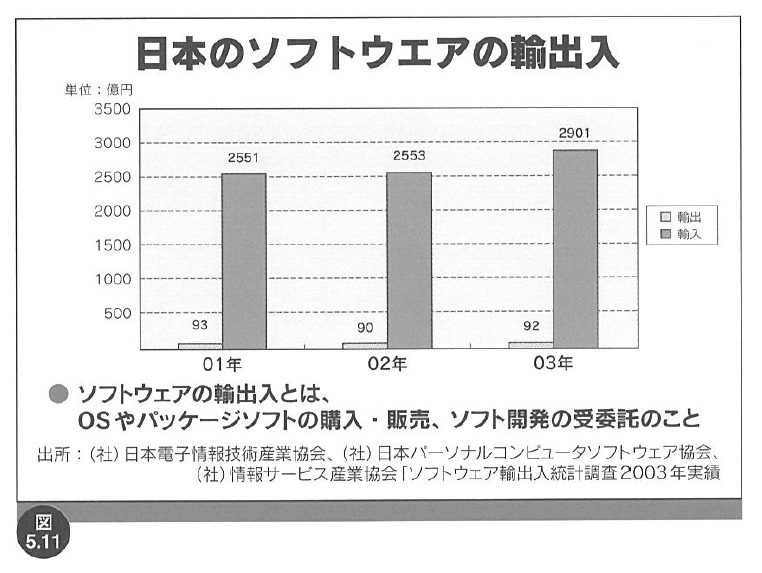 日本のソフトウエアの輸出入
単位：億円
3500
3000
2500
2000
1500
1000
500
2551
2553
2901
93
90
92
輸出
輸入
01年
02年
03年
● ソフトウェアの輸出入とは、
OSやパッケージソフトの購入・販売、ソフト開発の受委託のこと
出所：（社）日本電子情報技術産業協会、（社）日本パーソナルコンピュータソフトウェア協会、
（社）情報サービス産業協会「ソフトウェア輸出入統計調査2003年実績
図
5.11